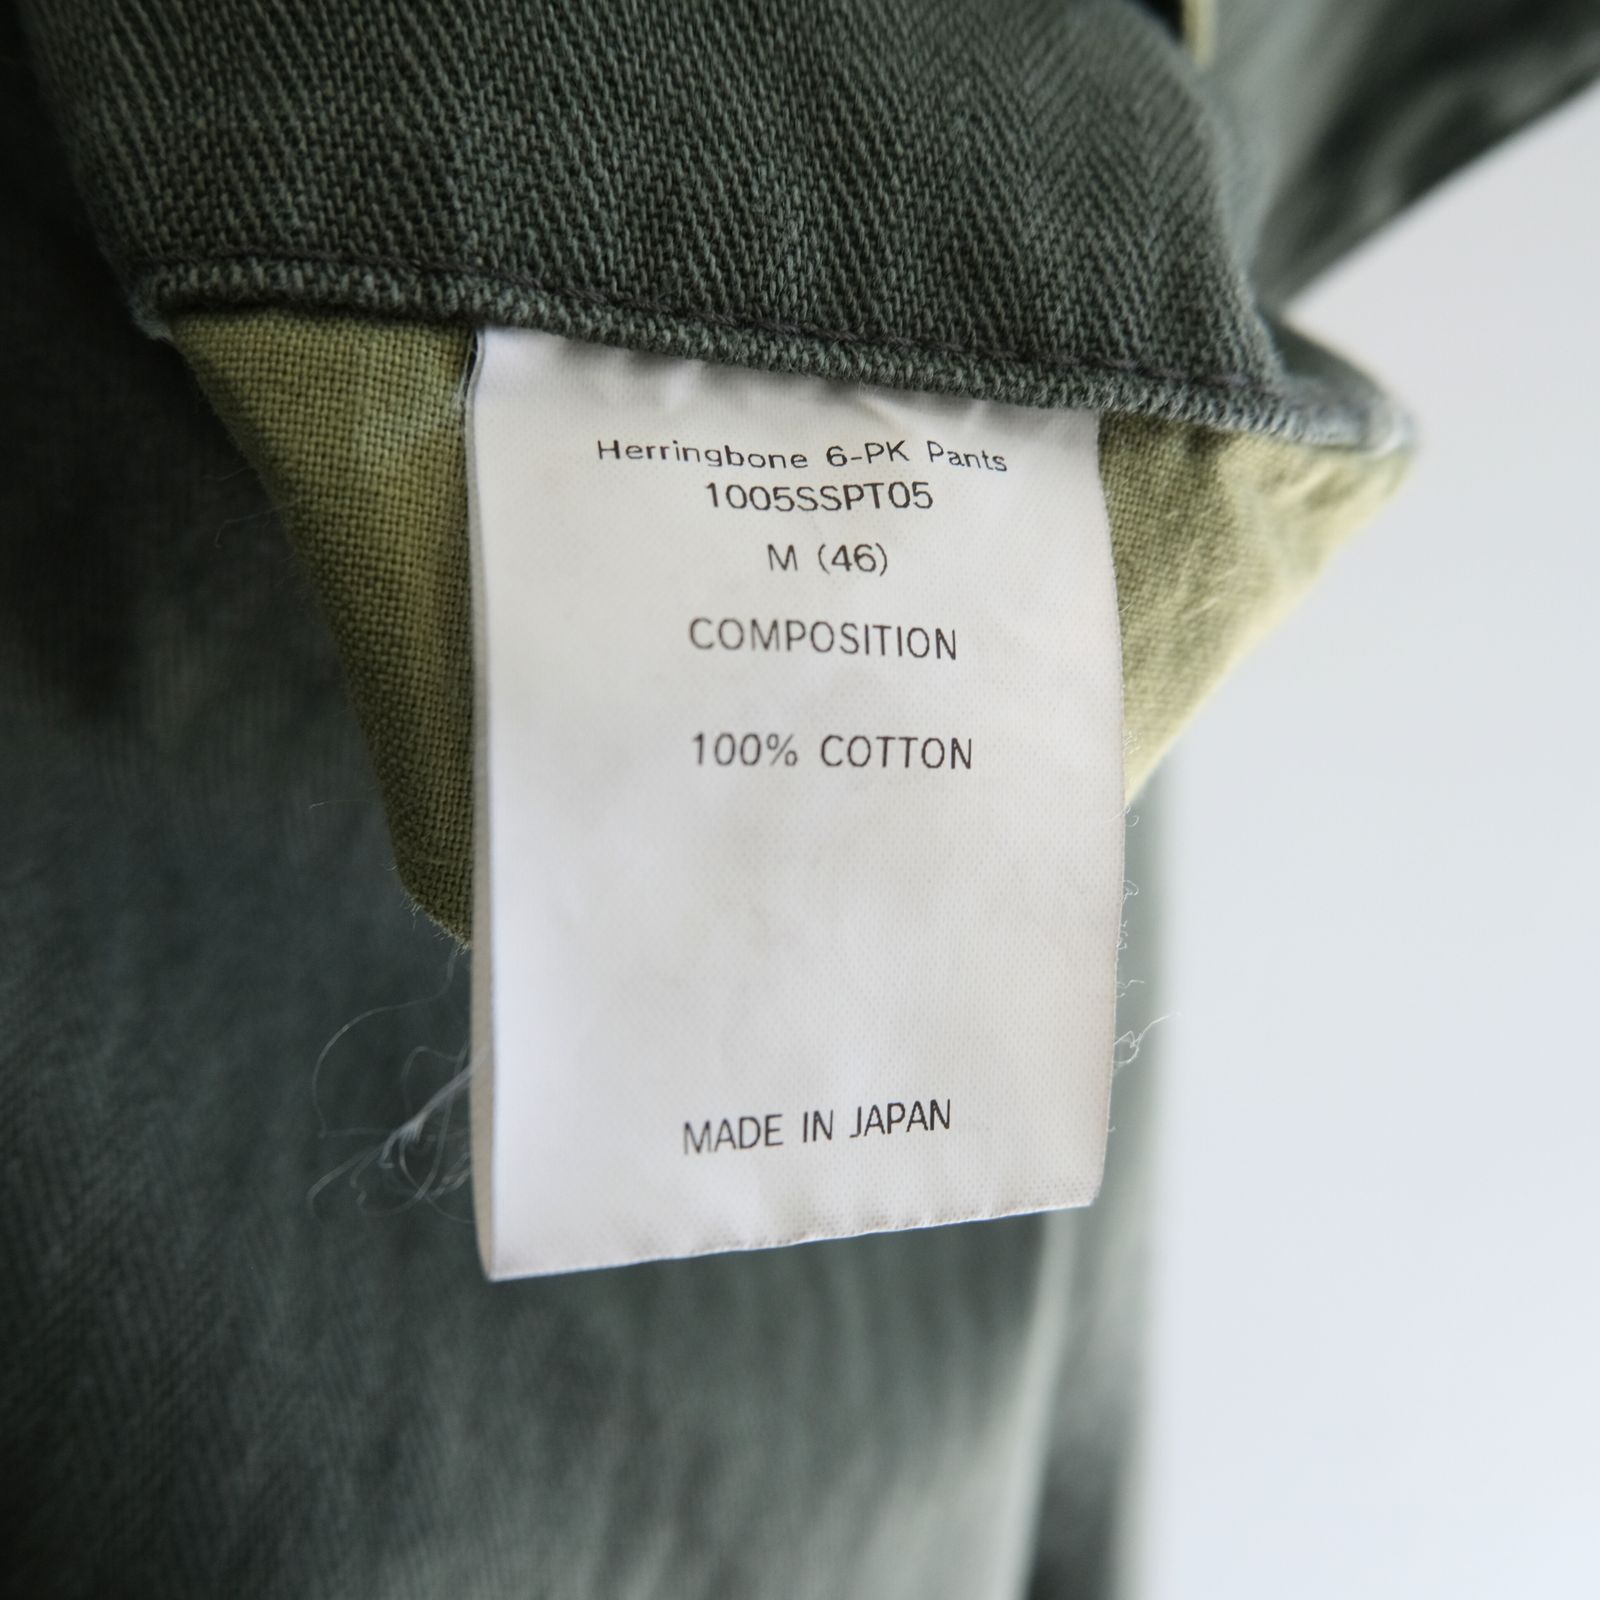 Herringbone 6-PK Pants
1005SSPT05
M (46)
COMPOSITION
100% COTTON
MADE IN JAPAN